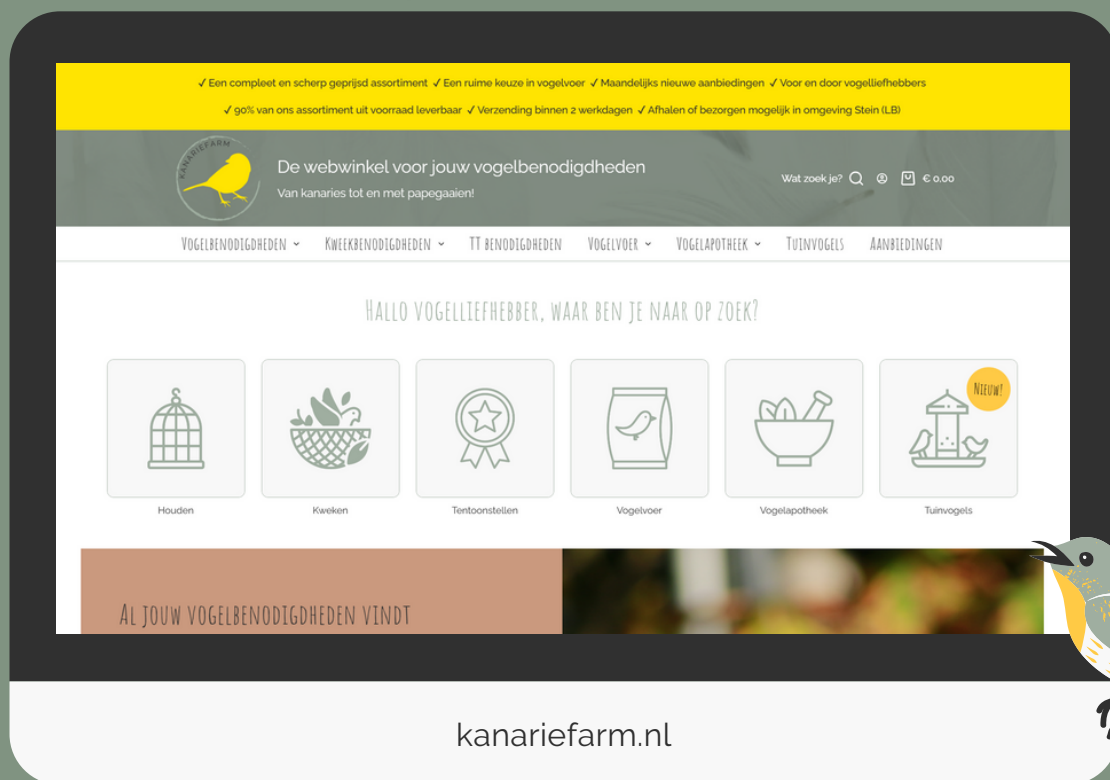 ✓ Een compleet en scherp geprijsd assortiment ✓ Een ruime keuze in vogelvoer ✓ Maandelijks nieuwe aanbiedingen ✓ Voor en door vogelliefhebbers
✓ 90% van ons assortiment uit voorraad leverbaar ✓ Verzending binnen 2 werkdagen ✓ Afhalen of bezorgen mogelijk in omgeving Stein (LB)
KANARIEFARM
De webwinkel voor jouw vogelbenodigdheden
Van kanaries tot en met papegaaien!
Wat zoek je? € 0.00
VOGELBENODIGDHEDEN KWEEKBENODIGDHEDEN TT BENODIGDHEDEN VOGELVOER VOGELAPOTHEEK TUINVOGELS AANBIEDINGEN
HALLO VOGELLIEFHEBBER, WAAR BEN JE NAAR OP ZOEK?
NIEUW!
Houden Kweken Tentoonstellen Vogelvoer Vogelapotheek Tuinvogels
AL JOUW VOGELBENODIGDHEDEN VINDT
kanariefarm.nl